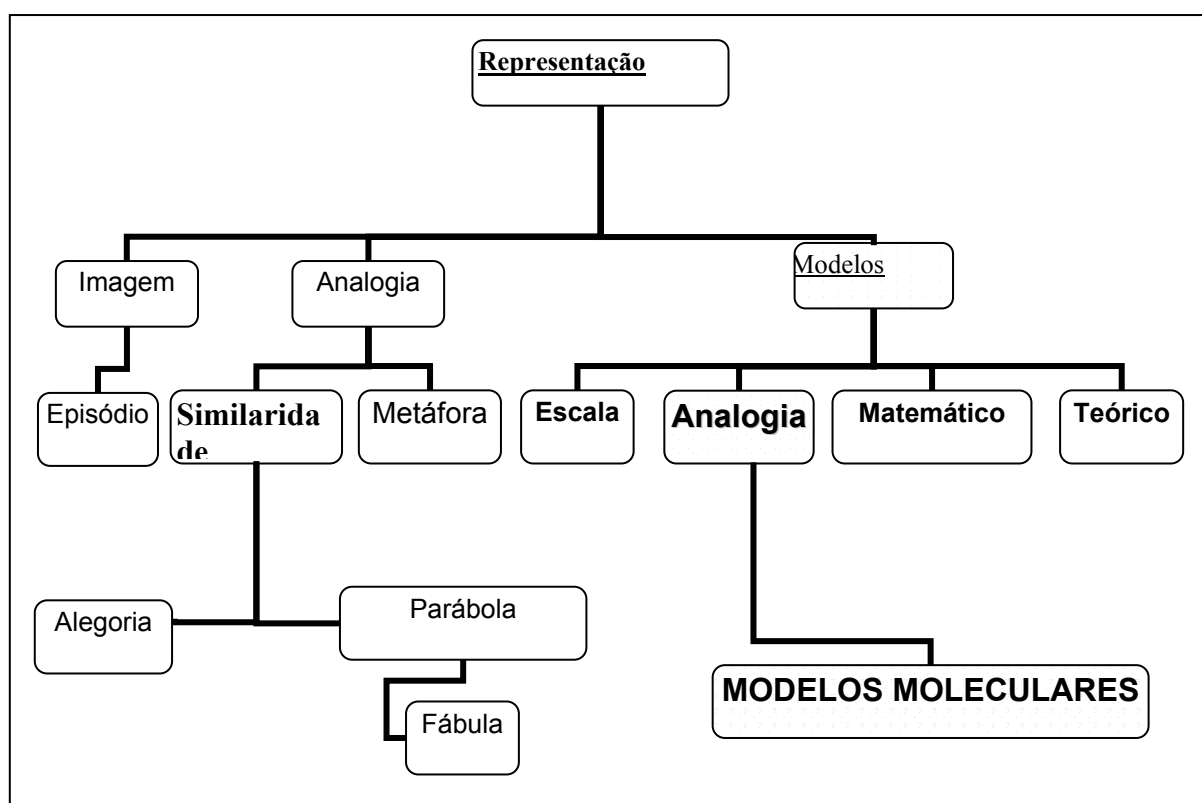 Representação
Imagem
Analogia
Modelos
Episódio
Similarida
de
Metáfora
Escala
Analogia
Matemático
Teórico
Alegoria
Parábola
MODELOS MOLECULARES
Fábula